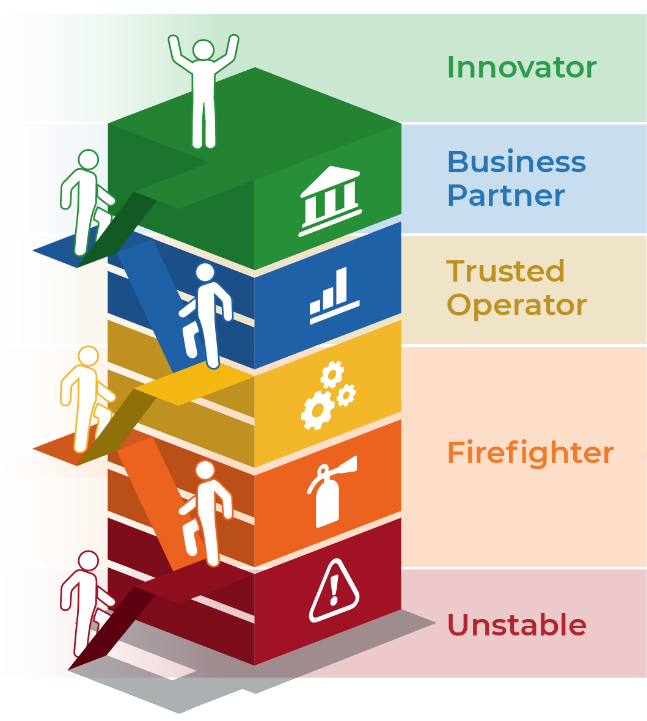 Innovator
Business
Partner
Trusted
Operator
Firefighter
Unstable